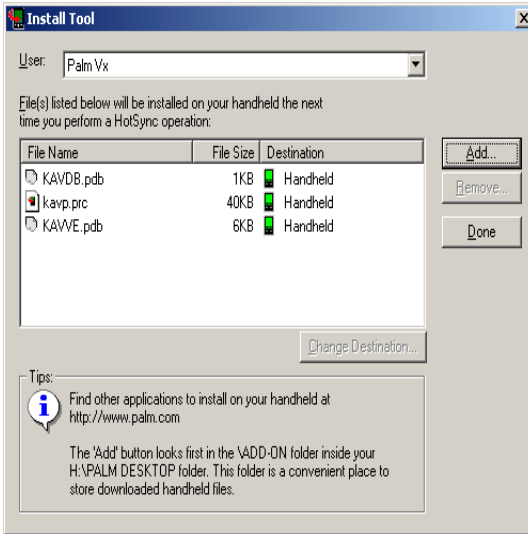 Install Tool
User: Palm Vx
File(s) listed below will be installed on your handheld the next
time you perform a HotSync operation:
File Name File Size Destination
KAVDB.pdb 1KB Handheld
kavp.prc 40KB Handheld
KAVVE.pdb 6KB Handheld
Add...
Remove...
Done
Change Destination...
Tips:
Find other applications to install on your handheld at
http://www.palm.com
The 'Add' button looks first in the \ADD-ON folder inside your
H:\PALM DESKTOP folder. This folder is a convenient place to
store downloaded handheld files.